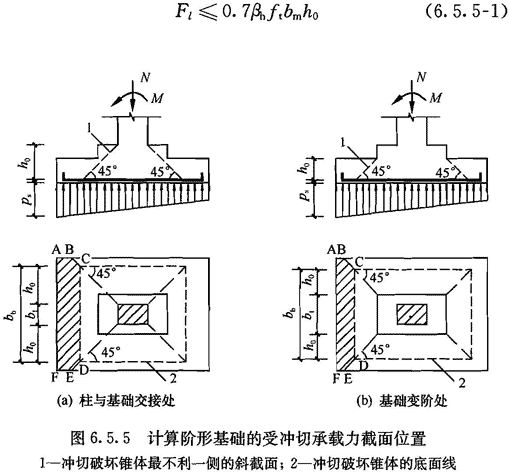 F_l ≤ 0.7β_h f_t b_m h_0 (6.5.5-1)
N
M
1
h_0
45° 45°
p_s
A B C
45°
h_0
b_b b_t
h_0
45°
F E D 2
(a) 柱与基础交接处
N
M
1
h_0
45° 45°
p_s
AB C
45°
h_0
b_b b_t
h_0
45°
F E D 2
(b) 基础变阶处
图 6.5.5 计算阶形基础的受冲切承载力截面位置
1—冲切破坏锥体最不利一侧的斜截面；2—冲切破坏锥体的底面线